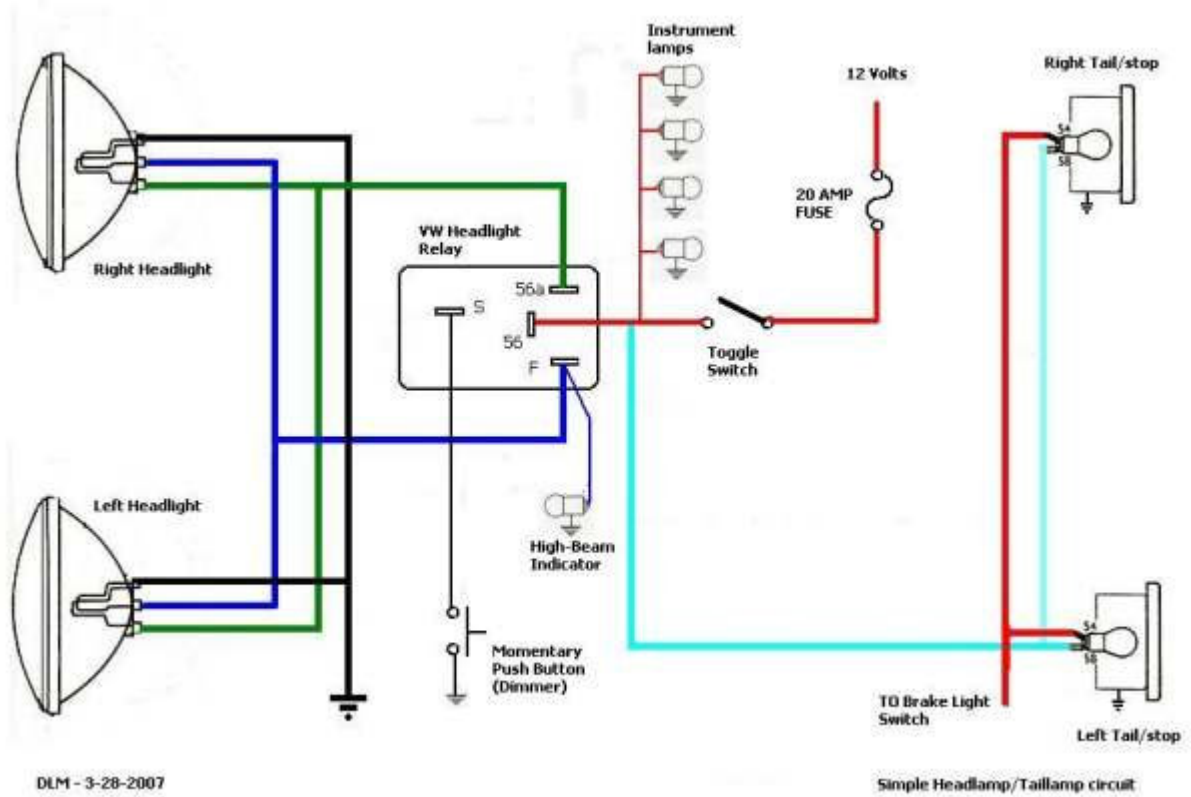 Instrument
lamps
12 Volts
Right Tail/stop
54
58
20 AMP
FUSE
VW Headlight
Relay
Right Headlight
56a
S
56
F
Toggle
Switch
Left Headlight
High-Beam
Indicator
54
58
Momentary
Push Button
(Dimmer)
TO Brake Light
Switch
Left Tail/stop
DLM - 3-28-2007
Simple Headlamp/Taillamp circuit